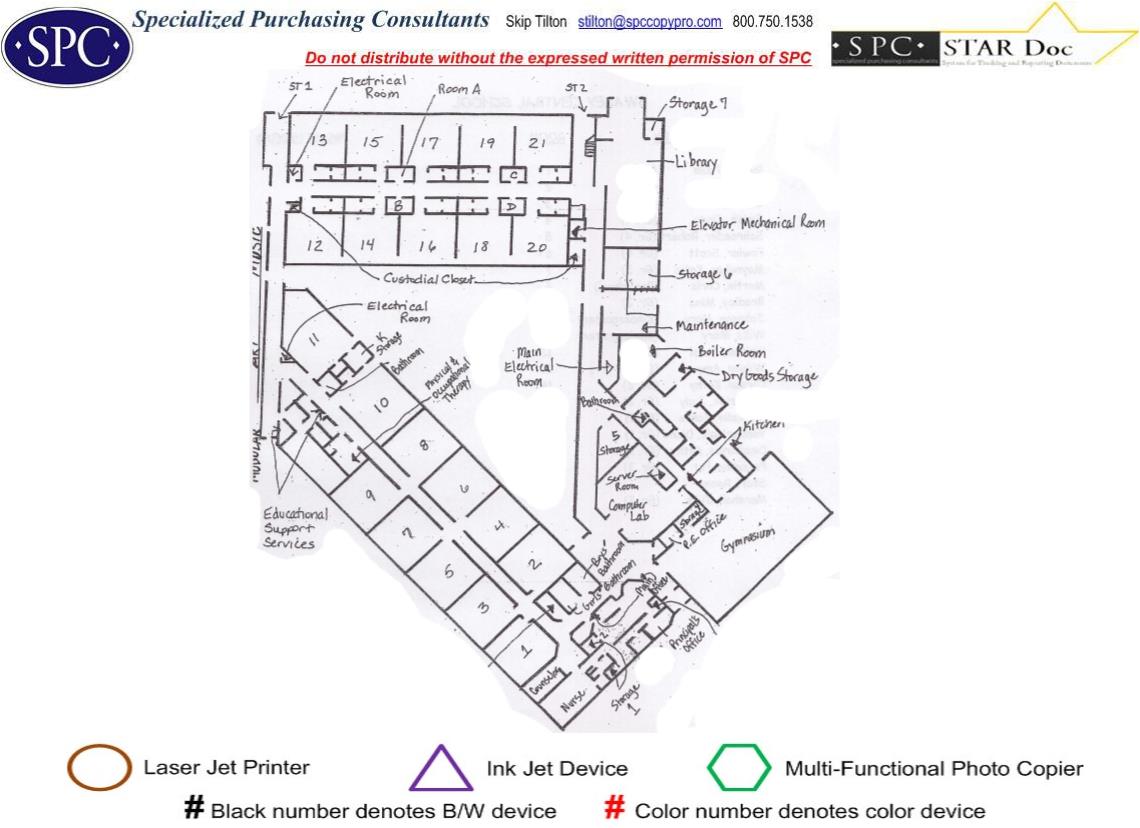 SPC
Specialized Purchasing Consultants Skip Tilton stilton@spccopypro.com 800.750.1538
Do not distribute without the expressed written permission of SPC
SPC STAR Doc
specialized purchasing consultants System for Tracking and Reporting Documents
ST 1
Electrical
Room
Room A
ST 2
Storage 7
13 15 17 19 21
C
Library
B D
Elevator Mechanical Room
12 14 16 18 20
Custodial Closet
Storage 6
MUSIC
Electrical
Room
Maintenance
11
K
Storage
Bathroom
Main
Electrical
Room
Boiler Room
Dry Goods Storage
Physical &
Occupational
Therapy
ART
10
Bathroom
Kitchen
8
5
Storage
MODULAR
Server
Room
9
6
Computer
Lab
Storage
P.E. Office
Gymnasium
Educational
Support
Services
7
4
5
2
Boys'
Bathroom
Girls' Bathroom
Main
Office
3
1
2
Principal's
Office
Counseling
Nurse
Storage
1
Laser Jet Printer
Ink Jet Device
Multi-Functional Photo Copier
# Black number denotes B/W device
# Color number denotes color device